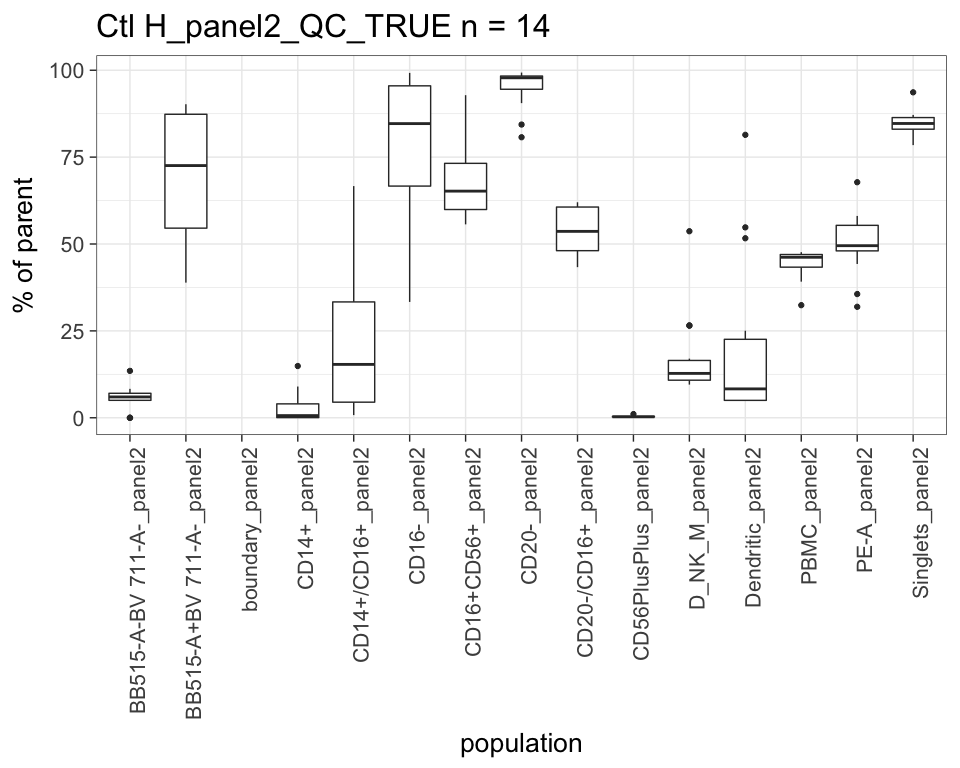 Ctl H_panel2_QC_TRUE n = 14
100
75
50
25
0
% of parent
BB515-A-BV 711-A-_panel2
BB515-A+BV 711-A-_panel2
boundary_panel2
CD14+_panel2
CD14+/CD16+_panel2
CD16-_panel2
CD16+CD56+_panel2
CD20-_panel2
CD20-/CD16+_panel2
CD56PlusPlus_panel2
D_NK_M_panel2
Dendritic_panel2
PBMC_panel2
PE-A_panel2
Singlets_panel2
population